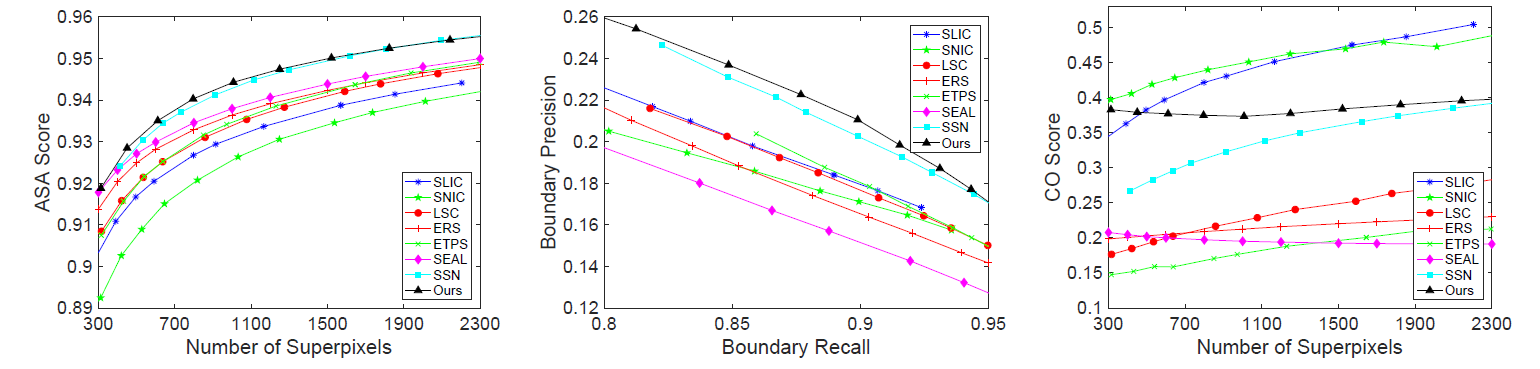 0.96
0.95
0.94
0.93
0.92
0.91
0.9
0.89
ASA Score
300 700 1100 1500 1900 2300
Number of Superpixels
SLIC
SNIC
LSC
ERS
ETPS
SEAL
SSN
Ours
0.26
0.24
0.22
0.2
0.18
0.16
0.14
0.12
Boundary Precision
0.8 0.85 0.9 0.95
Boundary Recall
SLIC
SNIC
LSC
ERS
ETPS
SEAL
SSN
Ours
0.5
0.45
0.4
0.35
0.3
0.25
0.2
0.15
0.1
CO Score
300 700 1100 1500 1900 2300
Number of Superpixels
SLIC
SNIC
LSC
ERS
ETPS
SEAL
SSN
Ours